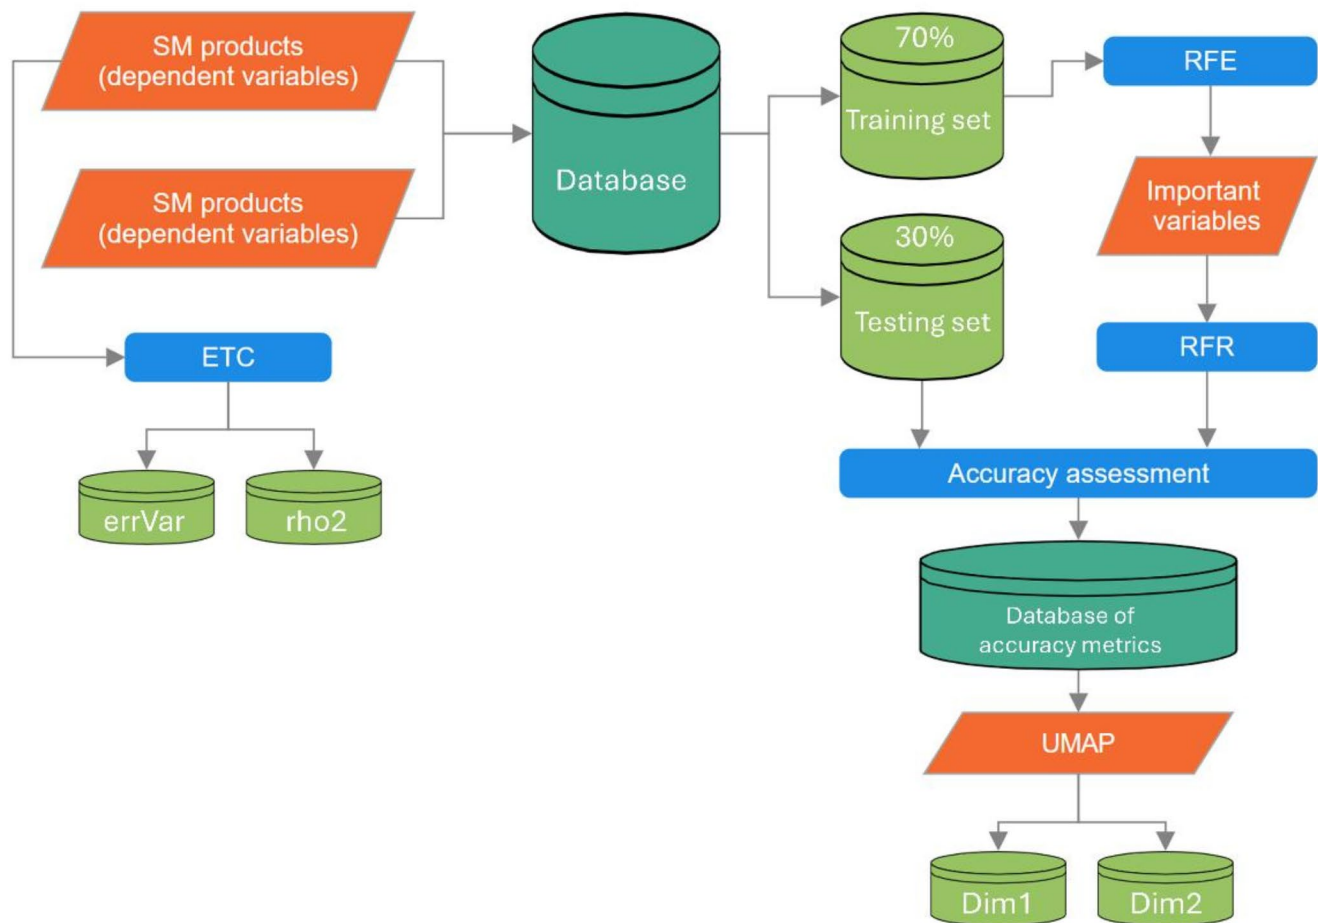 SM products
(dependent variables)
SM products
(dependent variables)
ETC
errVar
rho2
Database
70%
Training set
30%
Testing set
RFE
Important
variables
RFR
Accuracy assessment
Database of
accuracy metrics
UMAP
Dim1
Dim2